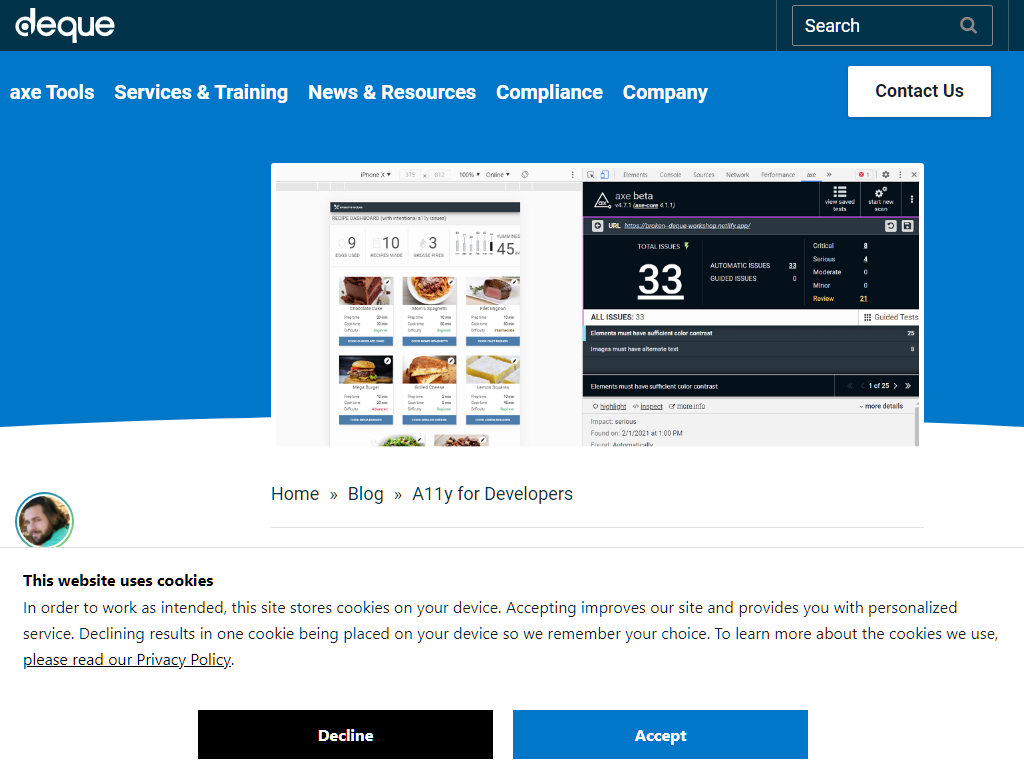 deque
Search
axe Tools Services & Training News & Resources Compliance Company Contact Us
iPhone X ▼ 375 x 812 100% ▼ Online ▼
Elements Console Sources Network Performance axe » 1
RECIPE DASHBOARD (with intentional a11y issues)
9 10 3 45
EGGS USED RECIPES MADE GREASE FIRES
Chocolate Cake Mom's Spaghetti Filet Mignon
Mega Burger Grilled Cheese Lemon Squares
axe beta
v4.7.1 (axe-core 4.1.1)
view saved tests
start new scan
URL https://broken-deque-workshop.netlify.app/
TOTAL ISSUES
33
AUTOMATIC ISSUES 33
GUIDED ISSUES 0
Critical 8
Serious 4
Moderate 0
Minor 0
Review 21
ALL ISSUES: 33 Guided Tests
Elements must have sufficient color contrast 25
Images must have alternate text 8
Elements must have sufficient color contrast 1 of 25
highlight inspect more info more details
Impact: serious
Found on: 2/1/2021 at 1:00 PM
Found: Automatically
Home » Blog » A11y for Developers
This website uses cookies
In order to work as intended, this site stores cookies on your device. Accepting improves our site and provides you with personalized
service. Declining results in one cookie being placed on your device so we remember your choice. To learn more about the cookies we use,
please read our Privacy Policy.
Decline Accept